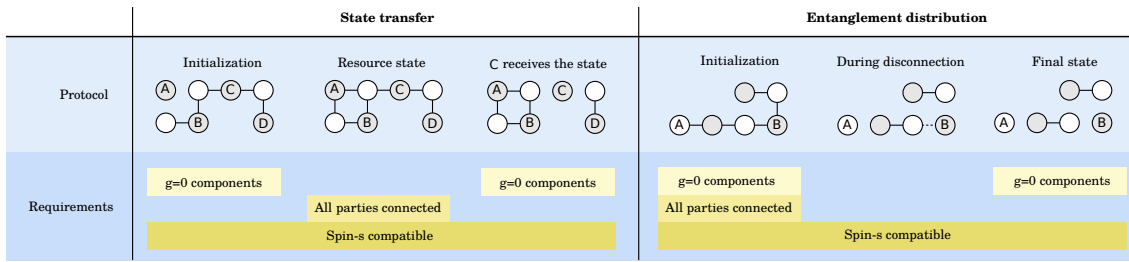 State transfer
Entanglement distribution
Protocol
Initialization
Resource state
C receives the state
Initialization
During disconnection
Final state
A C
B D
A C
B D
A C
B D
A B
A B
A B
Requirements
g=0 components
g=0 components
g=0 components
g=0 components
All parties connected
All parties connected
Spin-s compatible
Spin-s compatible